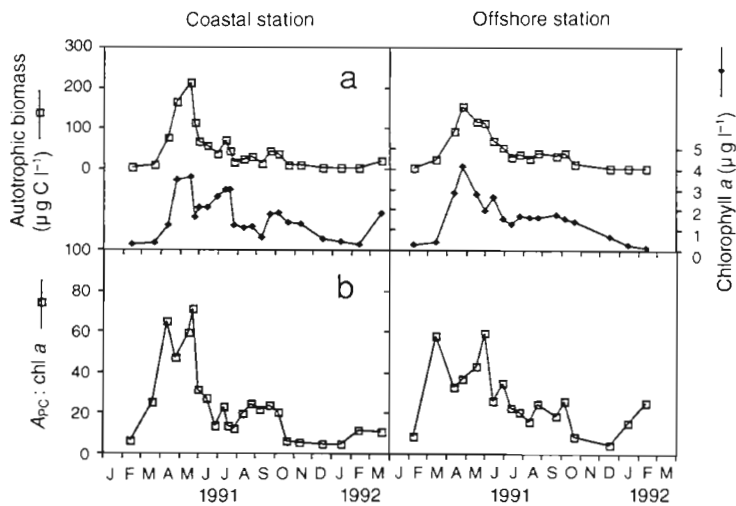 Coastal station
Offshore station
Autotrophic biomass
(µg C l⁻¹)
300
200
100
0
a
Chlorophyll a (µg l⁻¹)
5
4
3
2
1
0
A_PC : chl a
100
80
60
40
20
0
b
J F M A M J J A S O N D J F M
1991
1992
J F M A M J J A S O N D J F M
1991
1992